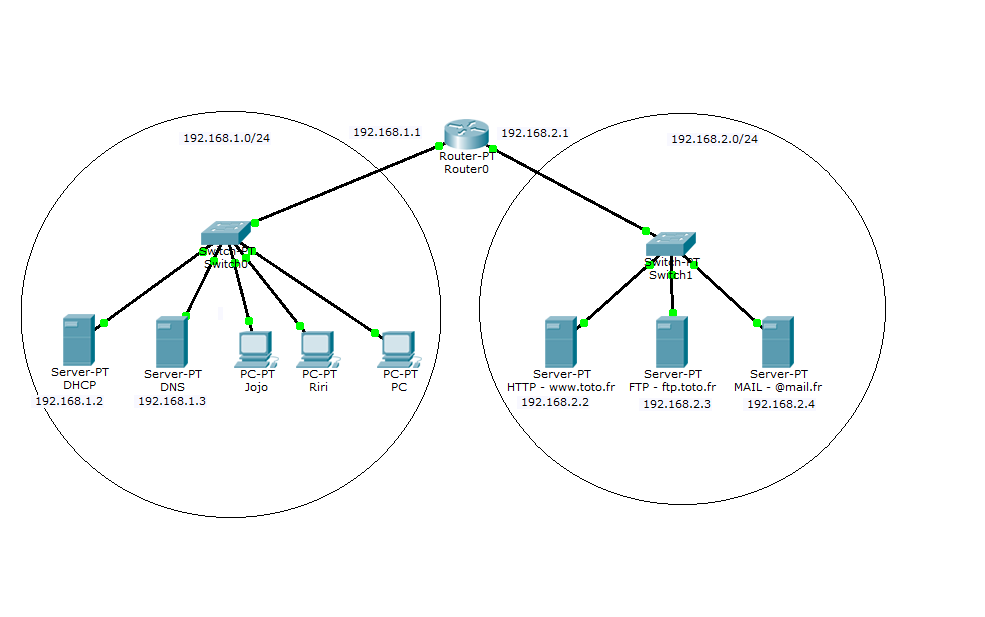 192.168.1.0/24
192.168.1.1
192.168.2.1
192.168.2.0/24
Router-PT
Router0
Switch-PT
Switch0
Switch-PT
Switch1
Server-PT
DHCP
192.168.1.2
Server-PT
DNS
192.168.1.3
PC-PT
Jojo
PC-PT
Riri
PC-PT
PC
Server-PT
HTTP - www.toto.fr
192.168.2.2
Server-PT
FTP - ftp.toto.fr
192.168.2.3
Server-PT
MAIL - @mail.fr
192.168.2.4